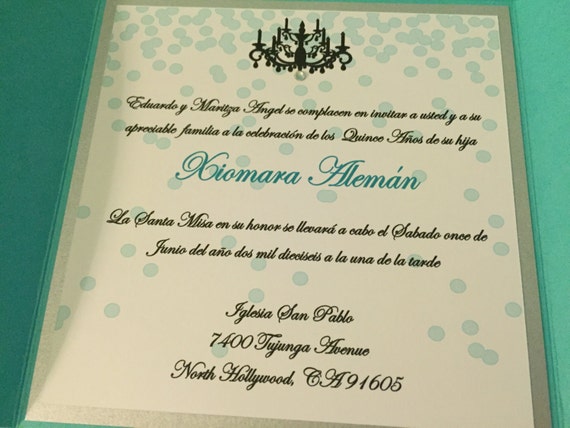 Eduardo y Maritza Angel se complacen en invitar a usted y a su
apreciable familia a la celebración de los Quince Años de su hija
Xiomara Alemán
La Santa Misa en su honor se llevará a cabo el Sabado once de
Junio del año dos mil dieciseis a la una de la tarde
Iglesia San Pablo
7400 Tujunga Avenue
North Hollywood, CA 91605